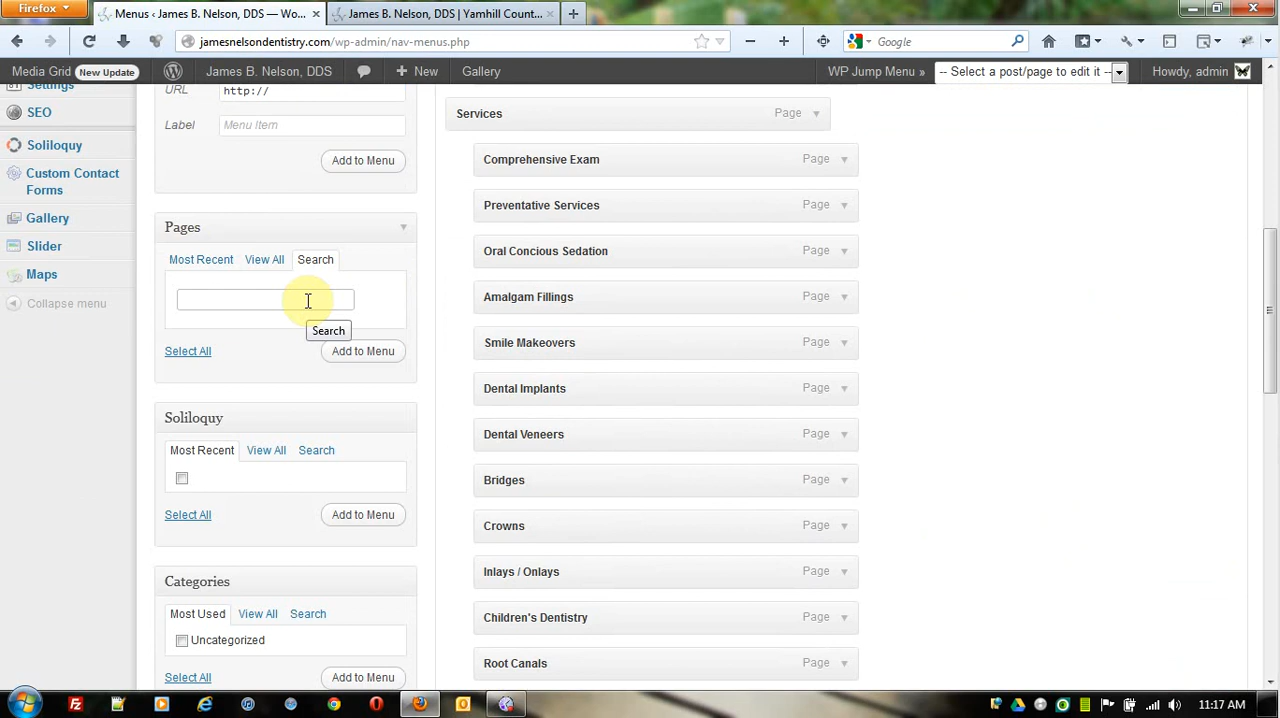 Firefox
Menus ‹ James B. Nelson, DDS — Wo...
James B. Nelson, DDS | Yamhill Count...
jamesnelsondentistry.com/wp-admin/nav-menus.php
Google
Media Grid New Update
James B. Nelson, DDS
New
Gallery
WP Jump Menu »
-- Select a post/page to edit it --
Howdy, admin
Settings
SEO
Soliloquy
Custom Contact
Forms
Gallery
Slider
Maps
Collapse menu
URL http://
Label Menu Item
Add to Menu
Pages
Most Recent View All Search
Search
Select All Add to Menu
Soliloquy
Most Recent View All Search
Select All Add to Menu
Categories
Most Used View All Search
Uncategorized
Select All Add to Menu
Services Page
Comprehensive Exam Page
Preventative Services Page
Oral Concious Sedation Page
Amalgam Fillings Page
Smile Makeovers Page
Dental Implants Page
Dental Veneers Page
Bridges Page
Crowns Page
Inlays / Onlays Page
Children's Dentistry Page
Root Canals Page
11:17 AM